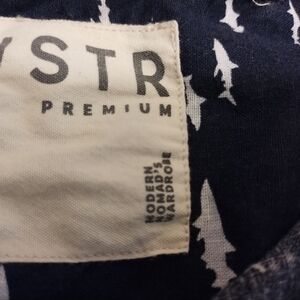 YSTR
PREMIUM
MODERN
NOMAD'S
WARDROBE